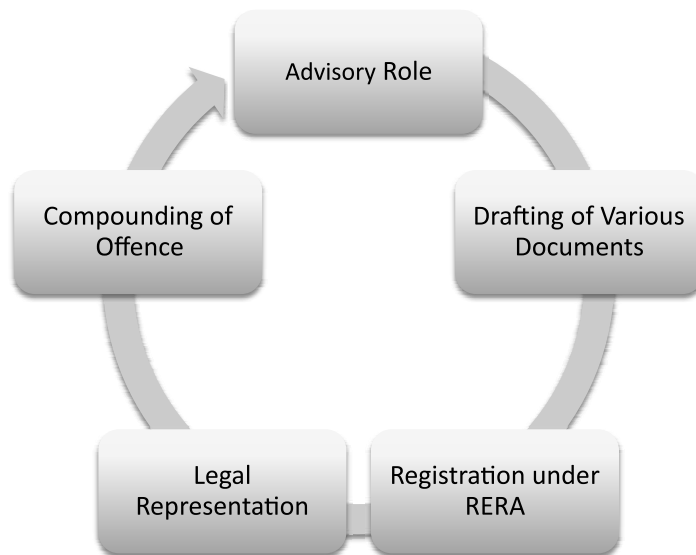 Advisory Role
Drafting of Various
Documents
Registration under
RERA
Legal
Representation
Compounding of
Offence